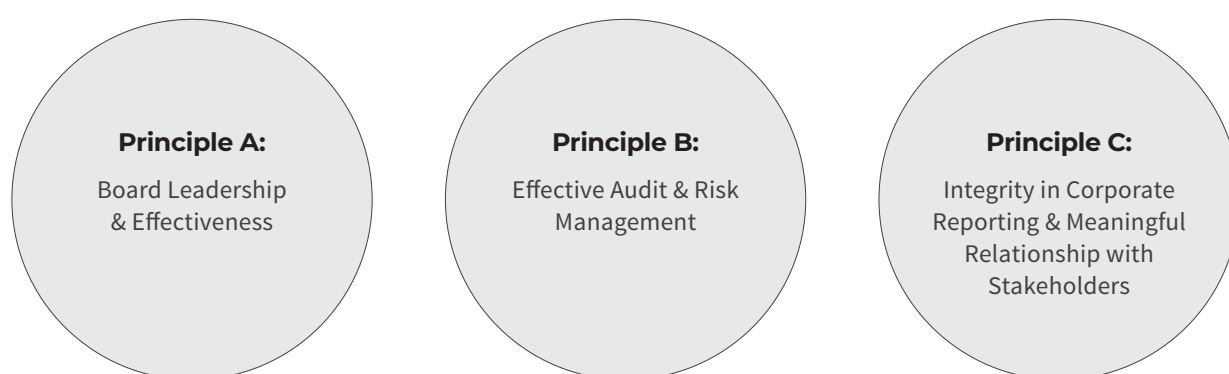 Principle A:
Board Leadership
& Effectiveness
Principle B:
Effective Audit & Risk
Management
Principle C:
Integrity in Corporate
Reporting & Meaningful
Relationship with
Stakeholders